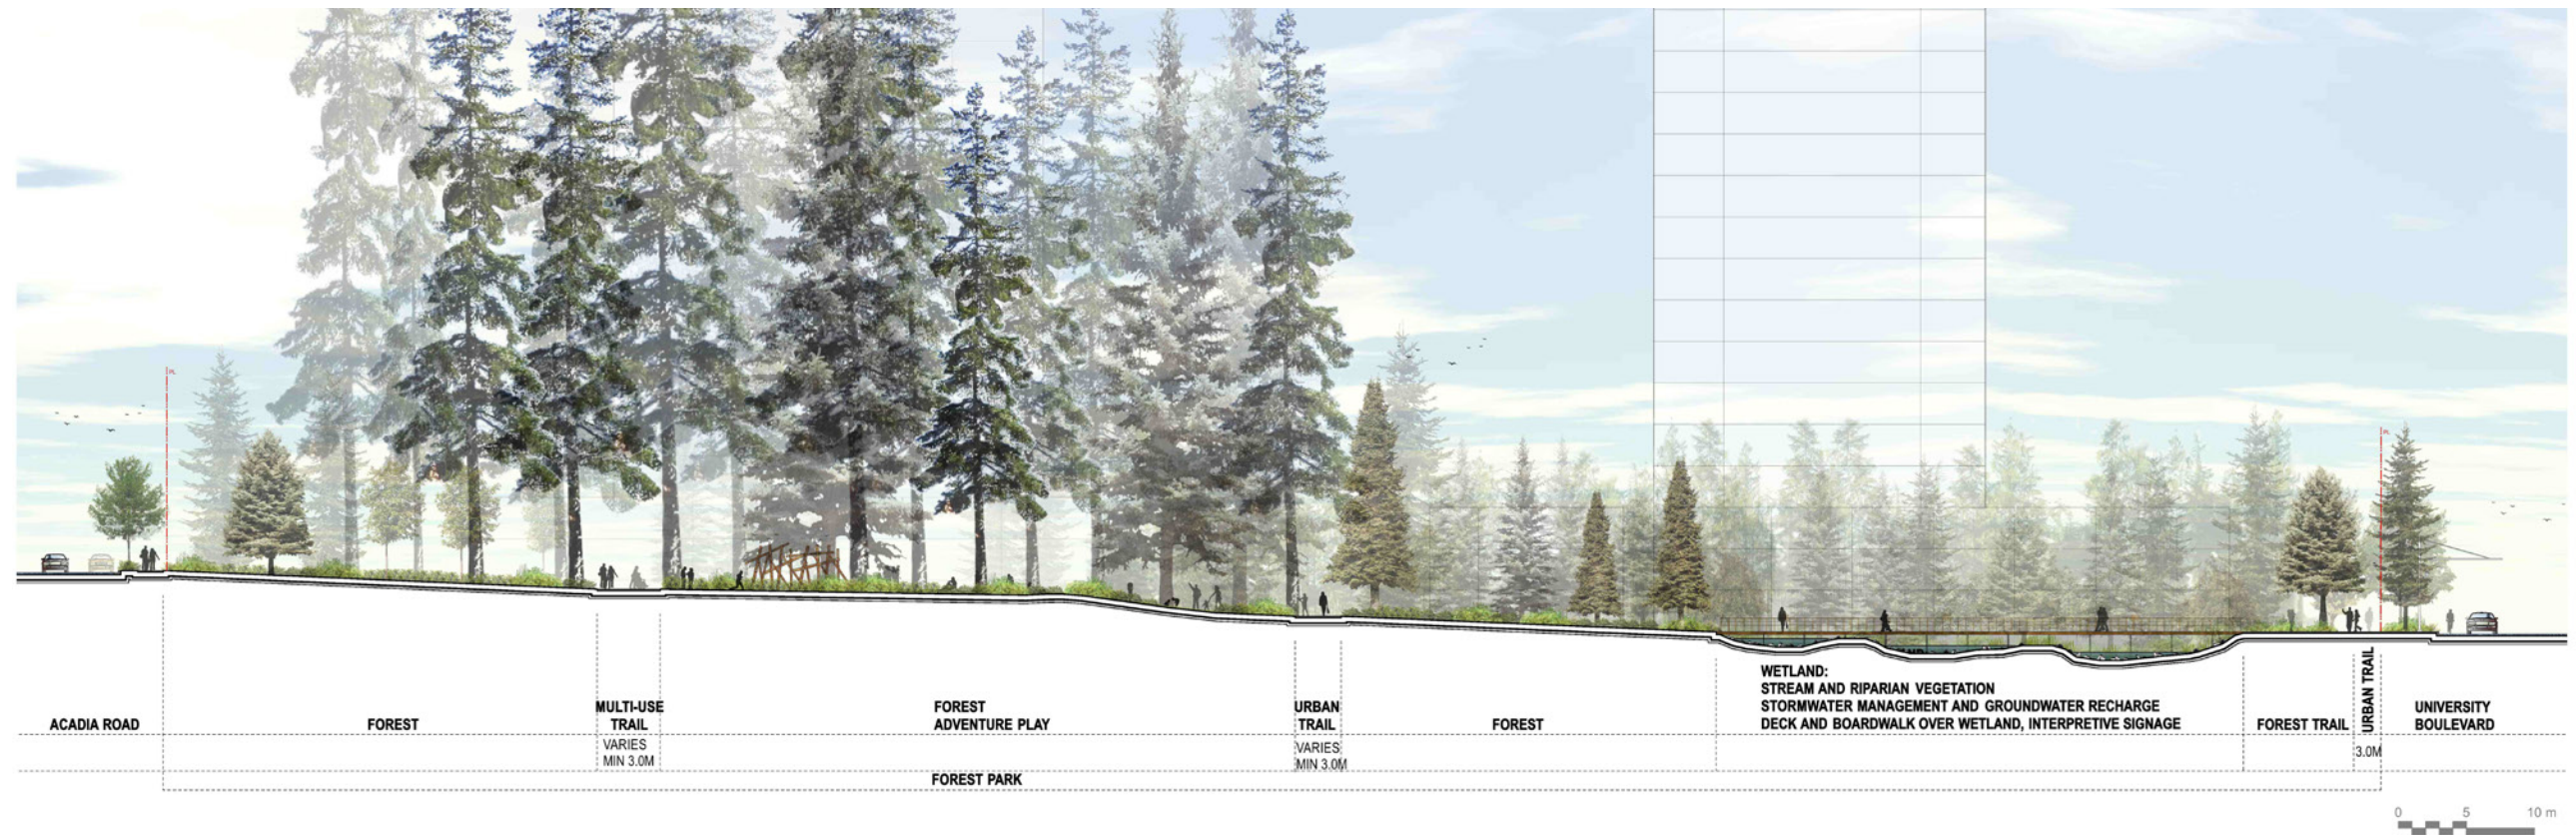 PL
PL
ACADIA ROAD
FOREST
MULTI-USE
TRAIL
VARIES
MIN 3.0M
FOREST
ADVENTURE PLAY
URBAN
TRAIL
VARIES
MIN 3.0M
FOREST
WETLAND:
STREAM AND RIPARIAN VEGETATION
STORMWATER MANAGEMENT AND GROUNDWATER RECHARGE
DECK AND BOARDWALK OVER WETLAND, INTERPRETIVE SIGNAGE
FOREST TRAIL
URBAN TRAIL
3.0M
UNIVERSITY
BOULEVARD
FOREST PARK
0 5 10 m